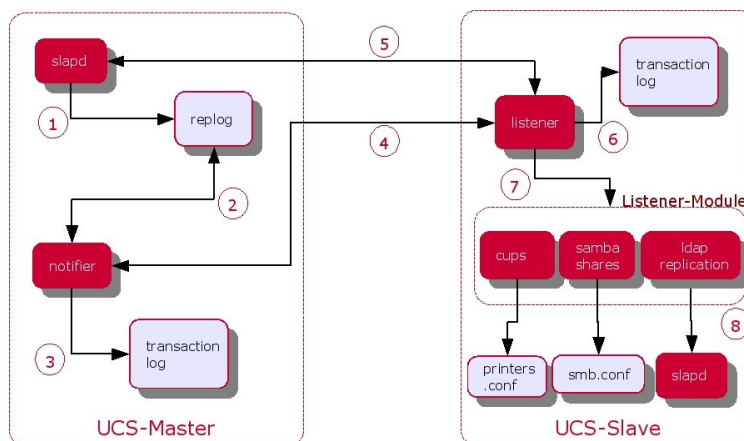 slapd
1
replog
2
notifier
3
transaction
log
UCS-Master
5
4
listener
transaction
log
6
7
Listener-Module
cups
samba
shares
ldap
replication
8
printers
.conf
smb.conf
slapd
UCS-Slave